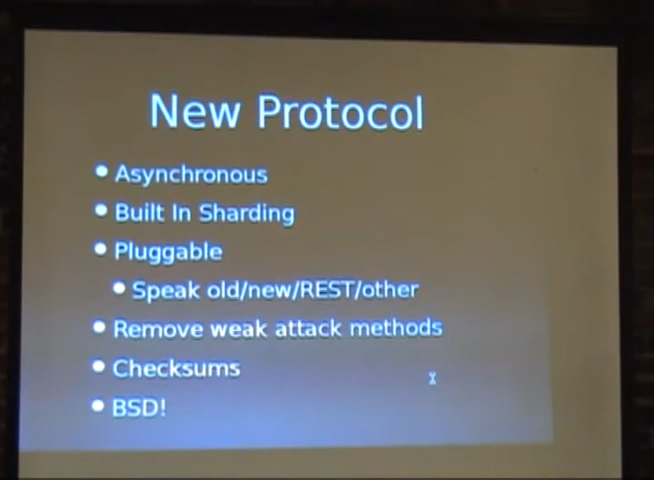 New Protocol
• Asynchronous
• Built In Sharding
• Pluggable
• Speak old/new/REST/other
• Remove weak attack methods
• Checksums
• BSD!